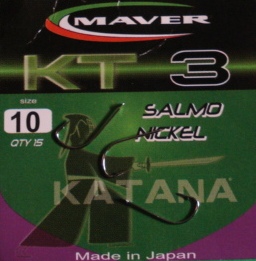 MAVER
KT 3
SIZE
10
QTY 15
SALMO
NICKEL
KATANA
Made in Japan